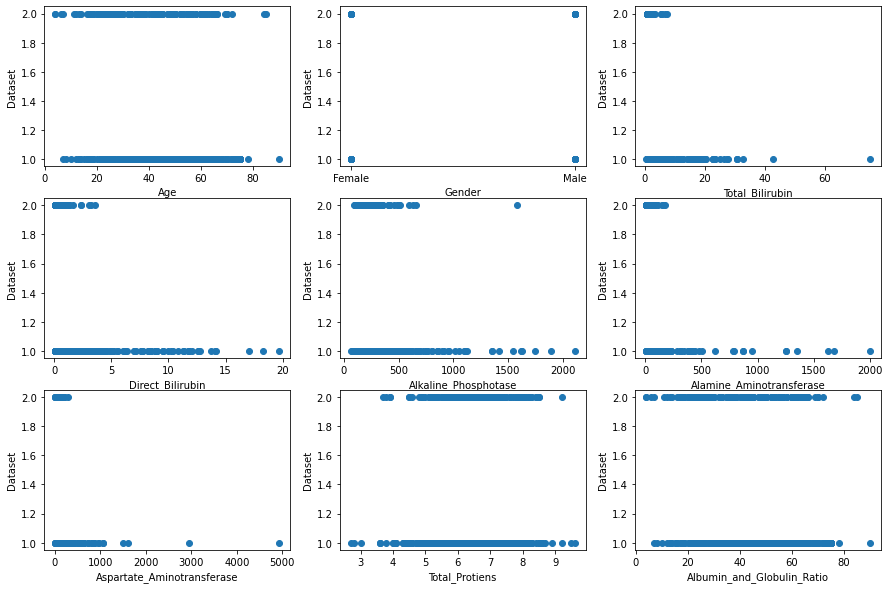 2.0
1.8
1.6
1.4
1.2
1.0
Dataset
0 20 40 60 80
Age
2.0
1.8
1.6
1.4
1.2
1.0
Dataset
Female Male
Gender
2.0
1.8
1.6
1.4
1.2
1.0
Dataset
0 20 40 60
Total_Bilirubin
2.0
1.8
1.6
1.4
1.2
1.0
Dataset
0 5 10 15 20
Direct_Bilirubin
2.0
1.8
1.6
1.4
1.2
1.0
Dataset
0 500 1000 1500 2000
Alkaline_Phosphotase
2.0
1.8
1.6
1.4
1.2
1.0
Dataset
0 500 1000 1500 2000
Alamine_Aminotransferase
2.0
1.8
1.6
1.4
1.2
1.0
Dataset
0 1000 2000 3000 4000 5000
Aspartate_Aminotransferase
2.0
1.8
1.6
1.4
1.2
1.0
Dataset
3 4 5 6 7 8 9
Total_Protiens
2.0
1.8
1.6
1.4
1.2
1.0
Dataset
0 20 40 60 80
Albumin_and_Globulin_Ratio